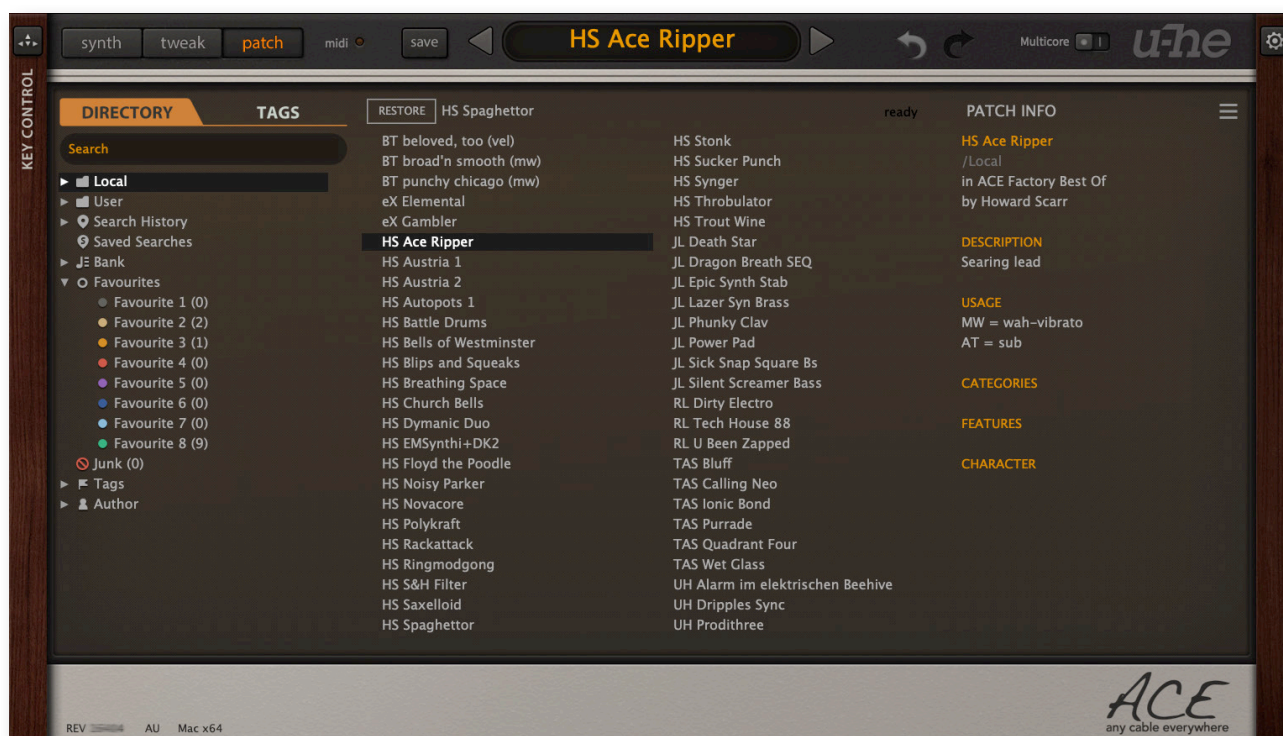 synth tweak patch midi save HS Ace Ripper Multicore u-he
KEY CONTROL
DIRECTORY TAGS
Search
Local
User
Search History
Saved Searches
Bank
Favourites
Favourite 1 (0)
Favourite 2 (2)
Favourite 3 (1)
Favourite 4 (0)
Favourite 5 (0)
Favourite 6 (0)
Favourite 7 (0)
Favourite 8 (9)
Junk (0)
Tags
Author
RESTORE HS Spaghettor ready
BT beloved, too (vel)
BT broad'n smooth (mw)
BT punchy chicago (mw)
eX Elemental
eX Gambler
HS Ace Ripper
HS Austria 1
HS Austria 2
HS Autopots 1
HS Battle Drums
HS Bells of Westminster
HS Blips and Squeaks
HS Breathing Space
HS Church Bells
HS Dymanic Duo
HS EMSynthi+DK2
HS Floyd the Poodle
HS Noisy Parker
HS Novacore
HS Polykraft
HS Rackattack
HS Ringmodgong
HS S&H Filter
HS Saxelloid
HS Spaghettor
HS Stonk
HS Sucker Punch
HS Synger
HS Throbulator
HS Trout Wine
JL Death Star
JL Dragon Breath SEQ
JL Epic Synth Stab
JL Lazer Syn Brass
JL Phunky Clav
JL Power Pad
JL Sick Snap Square Bs
JL Silent Screamer Bass
RL Dirty Electro
RL Tech House 88
RL U Been Zapped
TAS Bluff
TAS Calling Neo
TAS Ionic Bond
TAS Purrade
TAS Quadrant Four
TAS Wet Glass
UH Alarm im elektrischen Beehive
UH Dripples Sync
UH Prodithree
PATCH INFO
HS Ace Ripper
/Local
in ACE Factory Best Of
by Howard Scarr
DESCRIPTION
Searing lead
USAGE
MW = wah-vibrato
AT = sub
CATEGORIES
FEATURES
CHARACTER
REV AU Mac x64
ACE
any cable everywhere